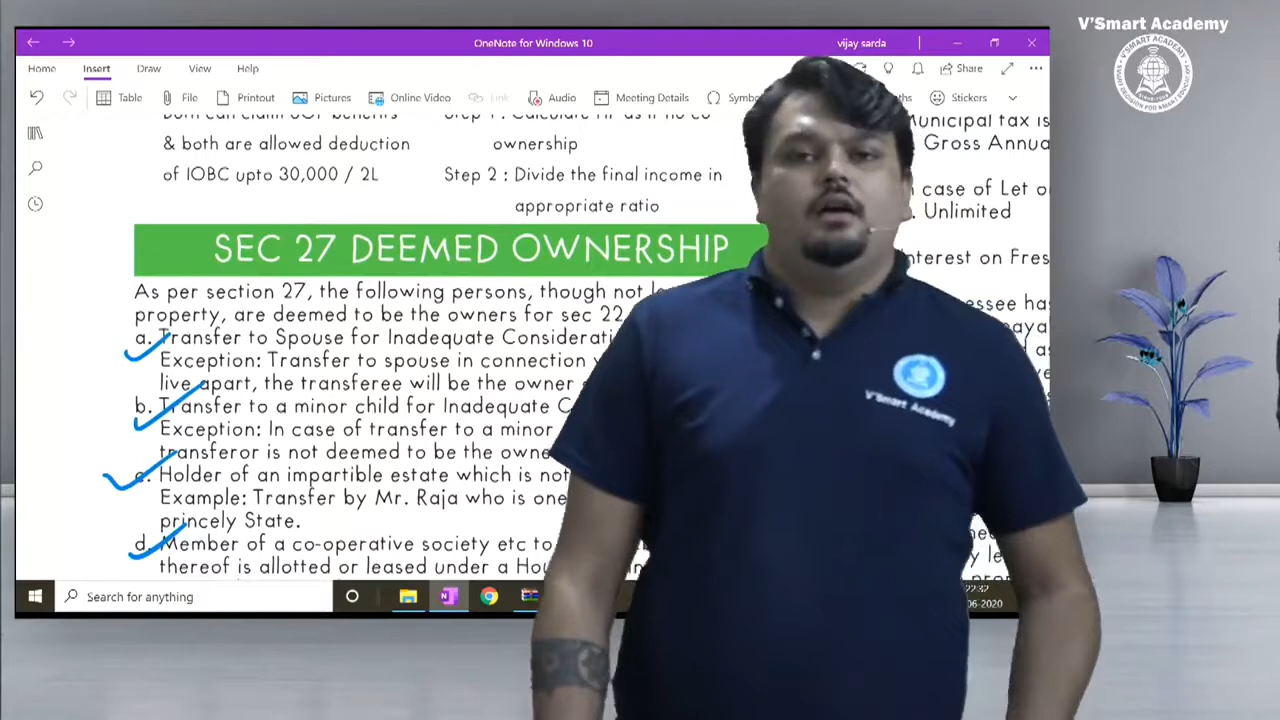 V'Smart Academy
OneNote for Windows 10
vijay sarda
Home Insert Draw View Help
Share
Table File Printout Pictures Online Video Link Audio Meeting Details Stickers
& both are allowed deduction
of IOBC upto 30,000 / 2L
ownership
Step 2 : Divide the final income in
appropriate ratio
Municipal tax is
Gross Annua
case of Let o
Unlimited
SEC 27 DEEMED OWNERSHIP
As per section 27, the following persons, though not
property, are deemed to be the owners for sec 22
a. Transfer to Spouse for Inadequate Considerati
Exception: Transfer to spouse in connection
live apart, the transferee will be the owner
b. Transfer to a minor child for Inadequate C
Exception: In case of transfer to a minor
transferor is not deemed to be the owne
c. Holder of an impartible estate which is not
Example: Transfer by Mr. Raja who is one
princely State.
d. Member of a co-operative society etc to
thereof is allotted or leased under a Hou
Interest on Fres
Search for anything
22:32
06-2020
V'Smart Academy